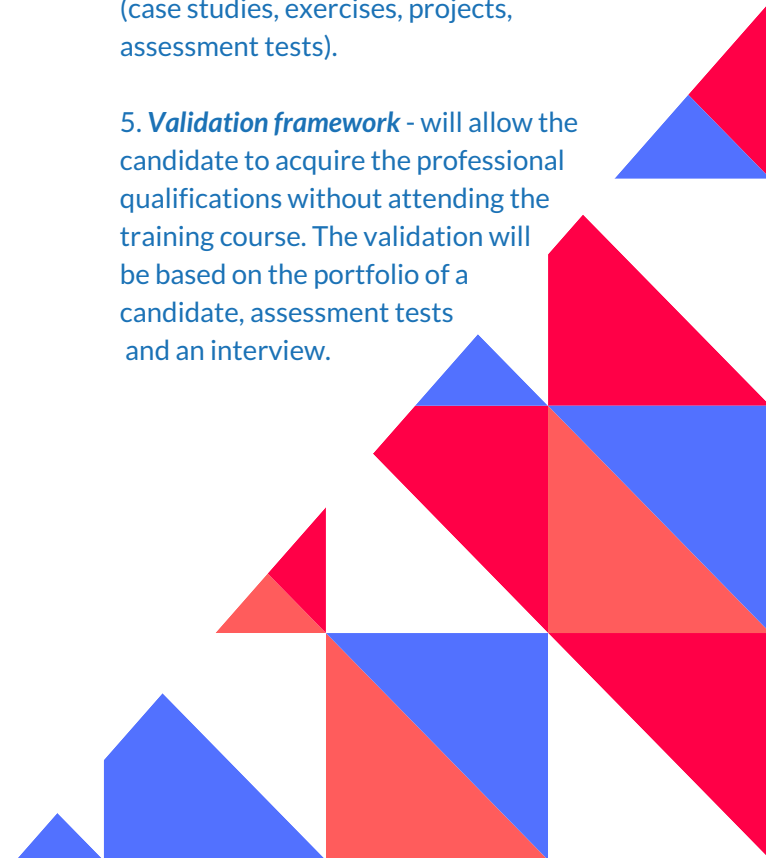 (case studies, exercises, projects,
assessment tests).
5. Validation framework - will allow the
candidate to acquire the professional
qualifications without attending the
training course. The validation will
be based on the portfolio of a
candidate, assessment tests
and an interview.